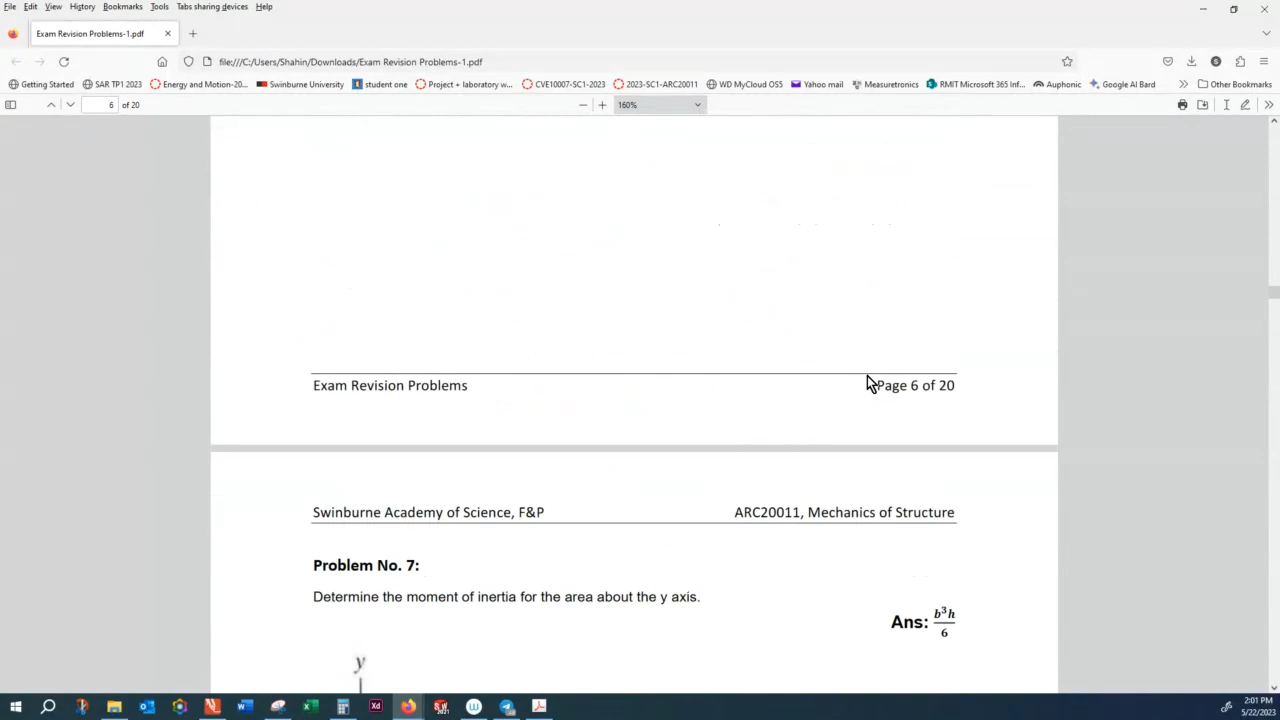 File Edit View History Bookmarks Tools Tabs sharing devices Help
Exam Revision Problems-1.pdf
file:///C:/Users/Shahin/Downloads/Exam Revision Problems-1.pdf
Getting Started SAR TP1 2023 Energy and Motion-20... Swinburne University student one Project + laboratory w... CVE10007-SC1-2023 2023-SC1-ARC20011 WD MyCloud OS5 Yahoo mail Measuretronics RMIT Microsoft 365 Inf... Auphonic Google AI Bard Other Bookmarks
6 of 20 160%
Exam Revision Problems Page 6 of 20
Swinburne Academy of Science, F&P ARC20011, Mechanics of Structure
Problem No. 7:
Determine the moment of inertia for the area about the y axis.
Ans: b³h/6
y
2:01 PM
5/22/2023